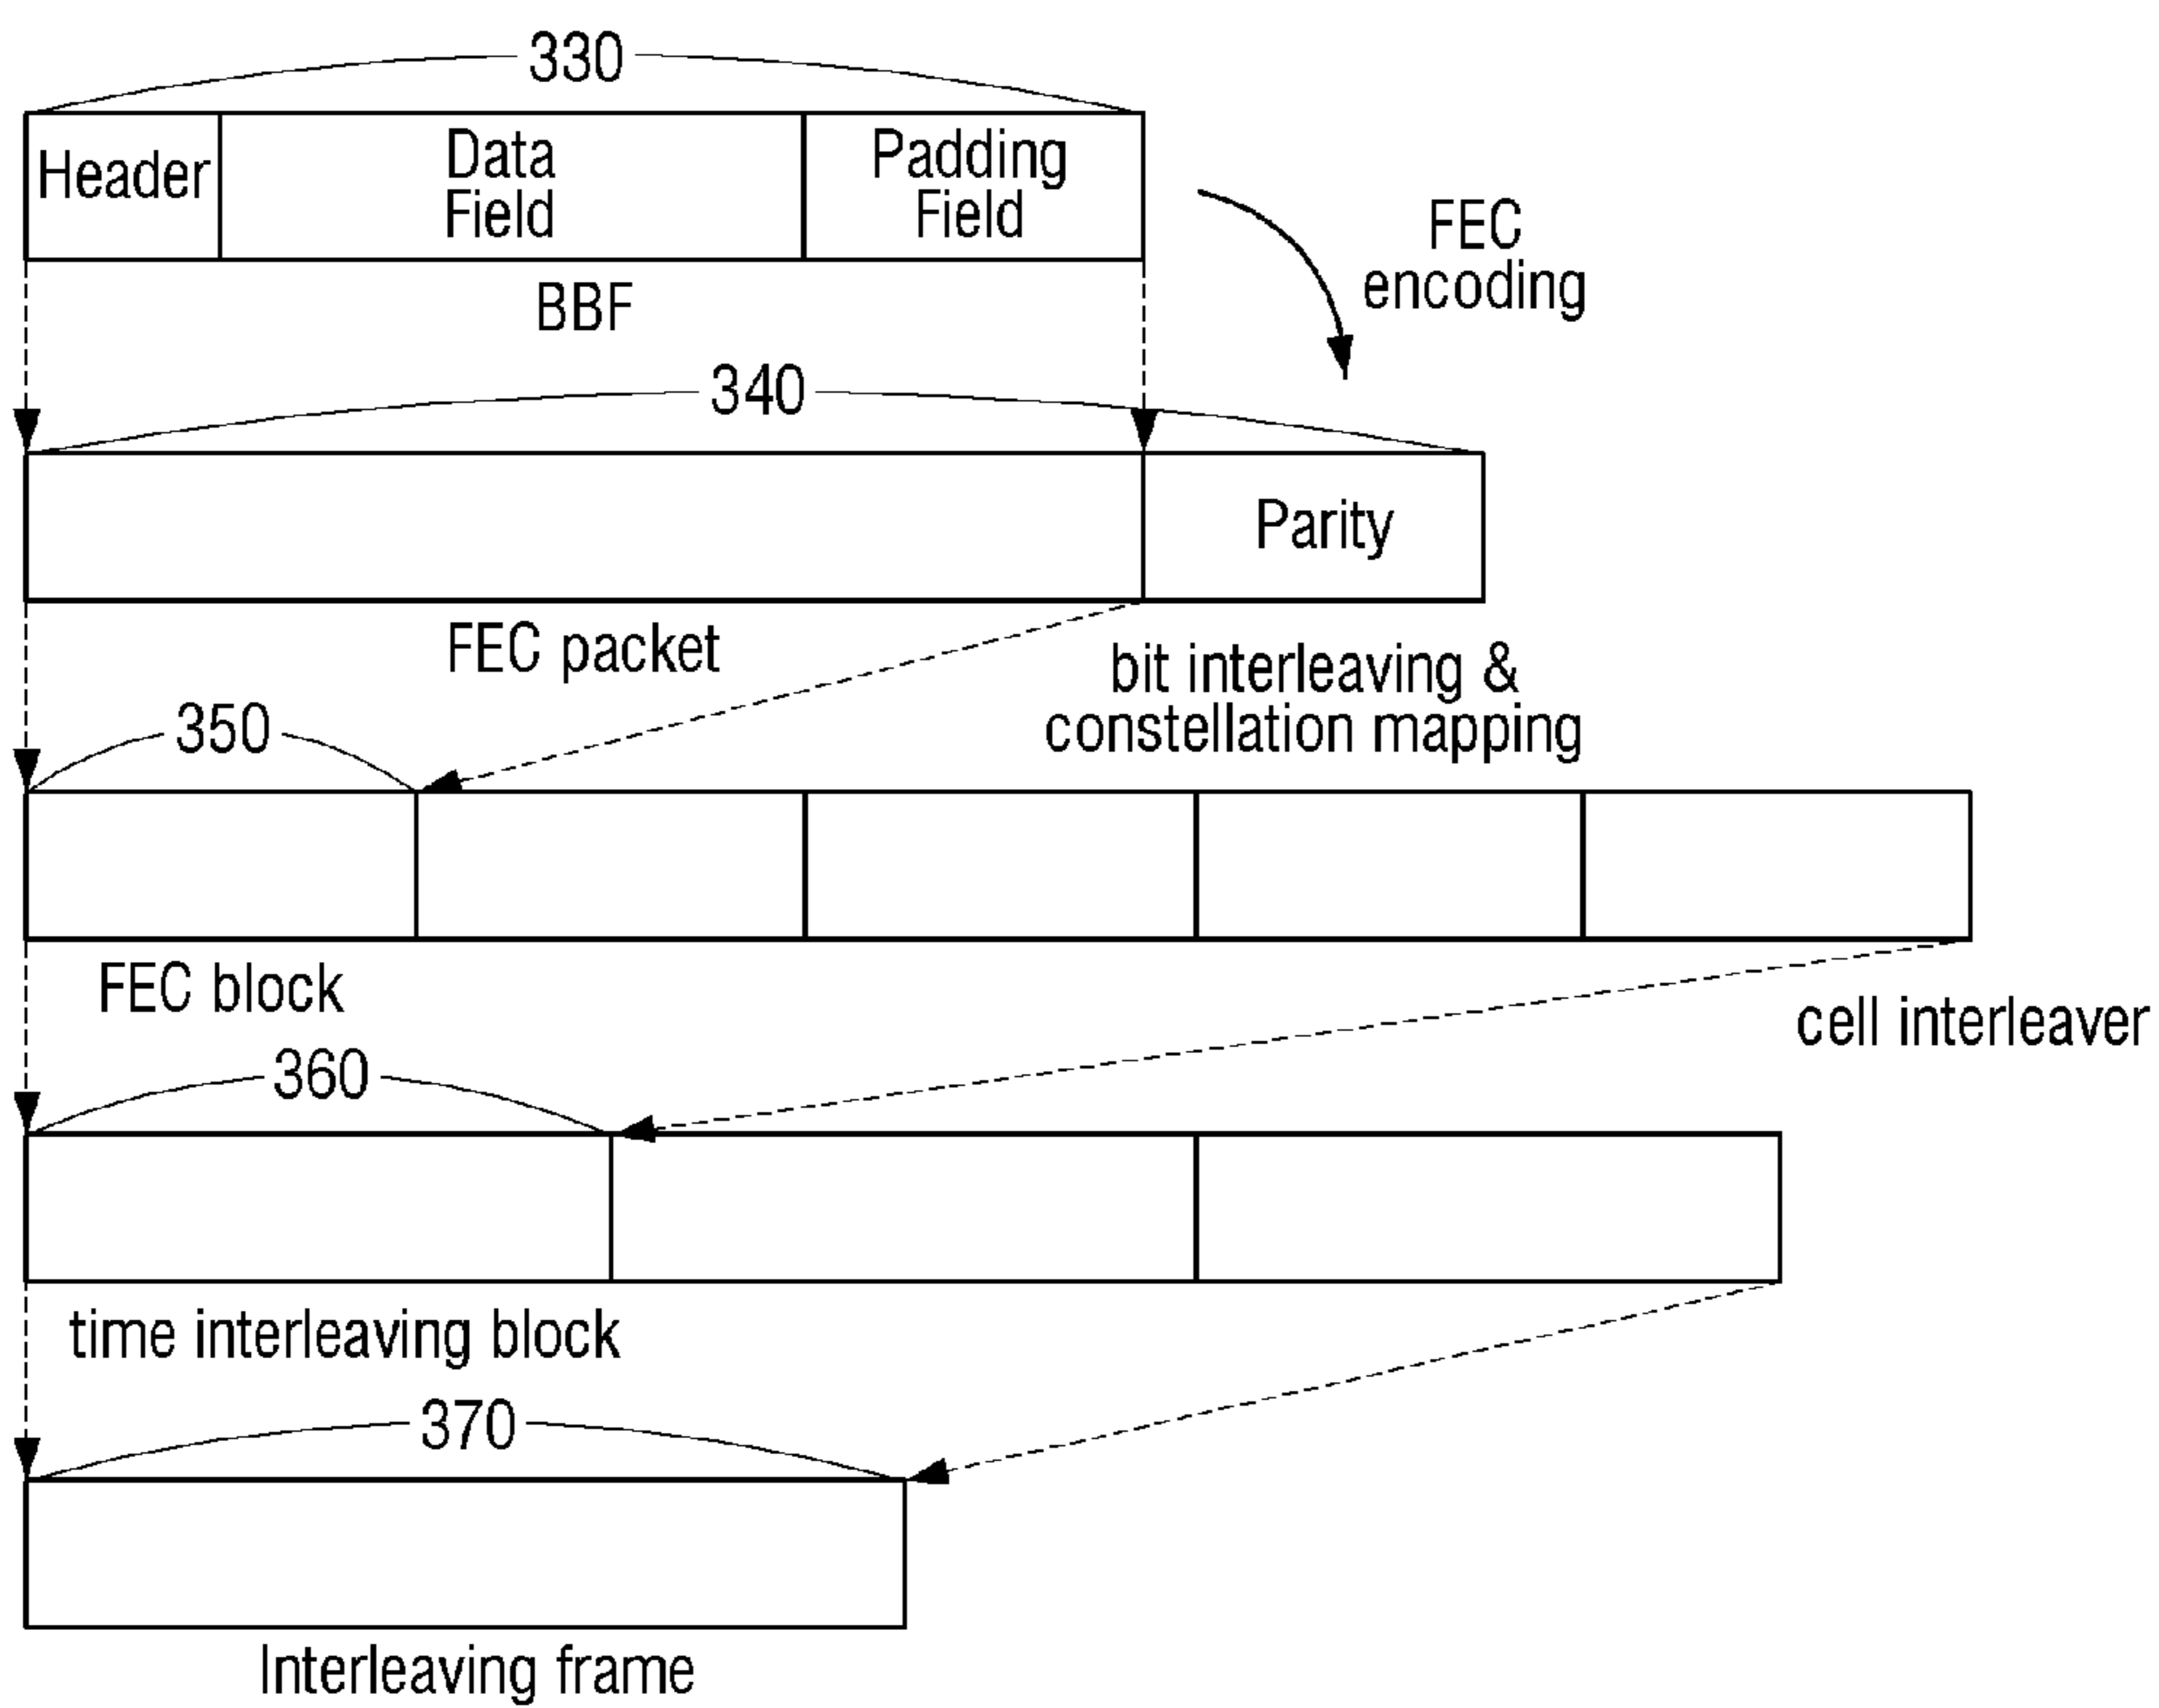 330
Header
Data
Field
Padding
Field
FEC
encoding
BBF
340
Parity
FEC packet
bit interleaving &
constellation mapping
350
FEC block
cell interleaver
360
time interleaving block
370
Interleaving frame